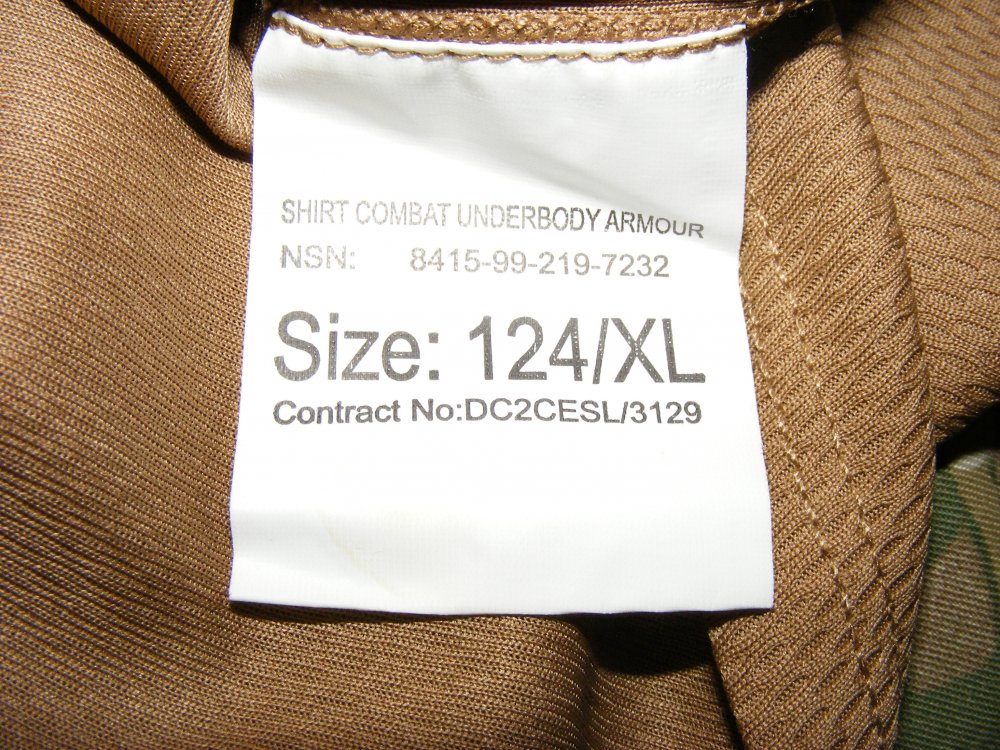 SHIRT COMBAT UNDERBODY ARMOUR
NSN: 8415-99-219-7232
Size: 124/XL
Contract No:DC2CESL/3129